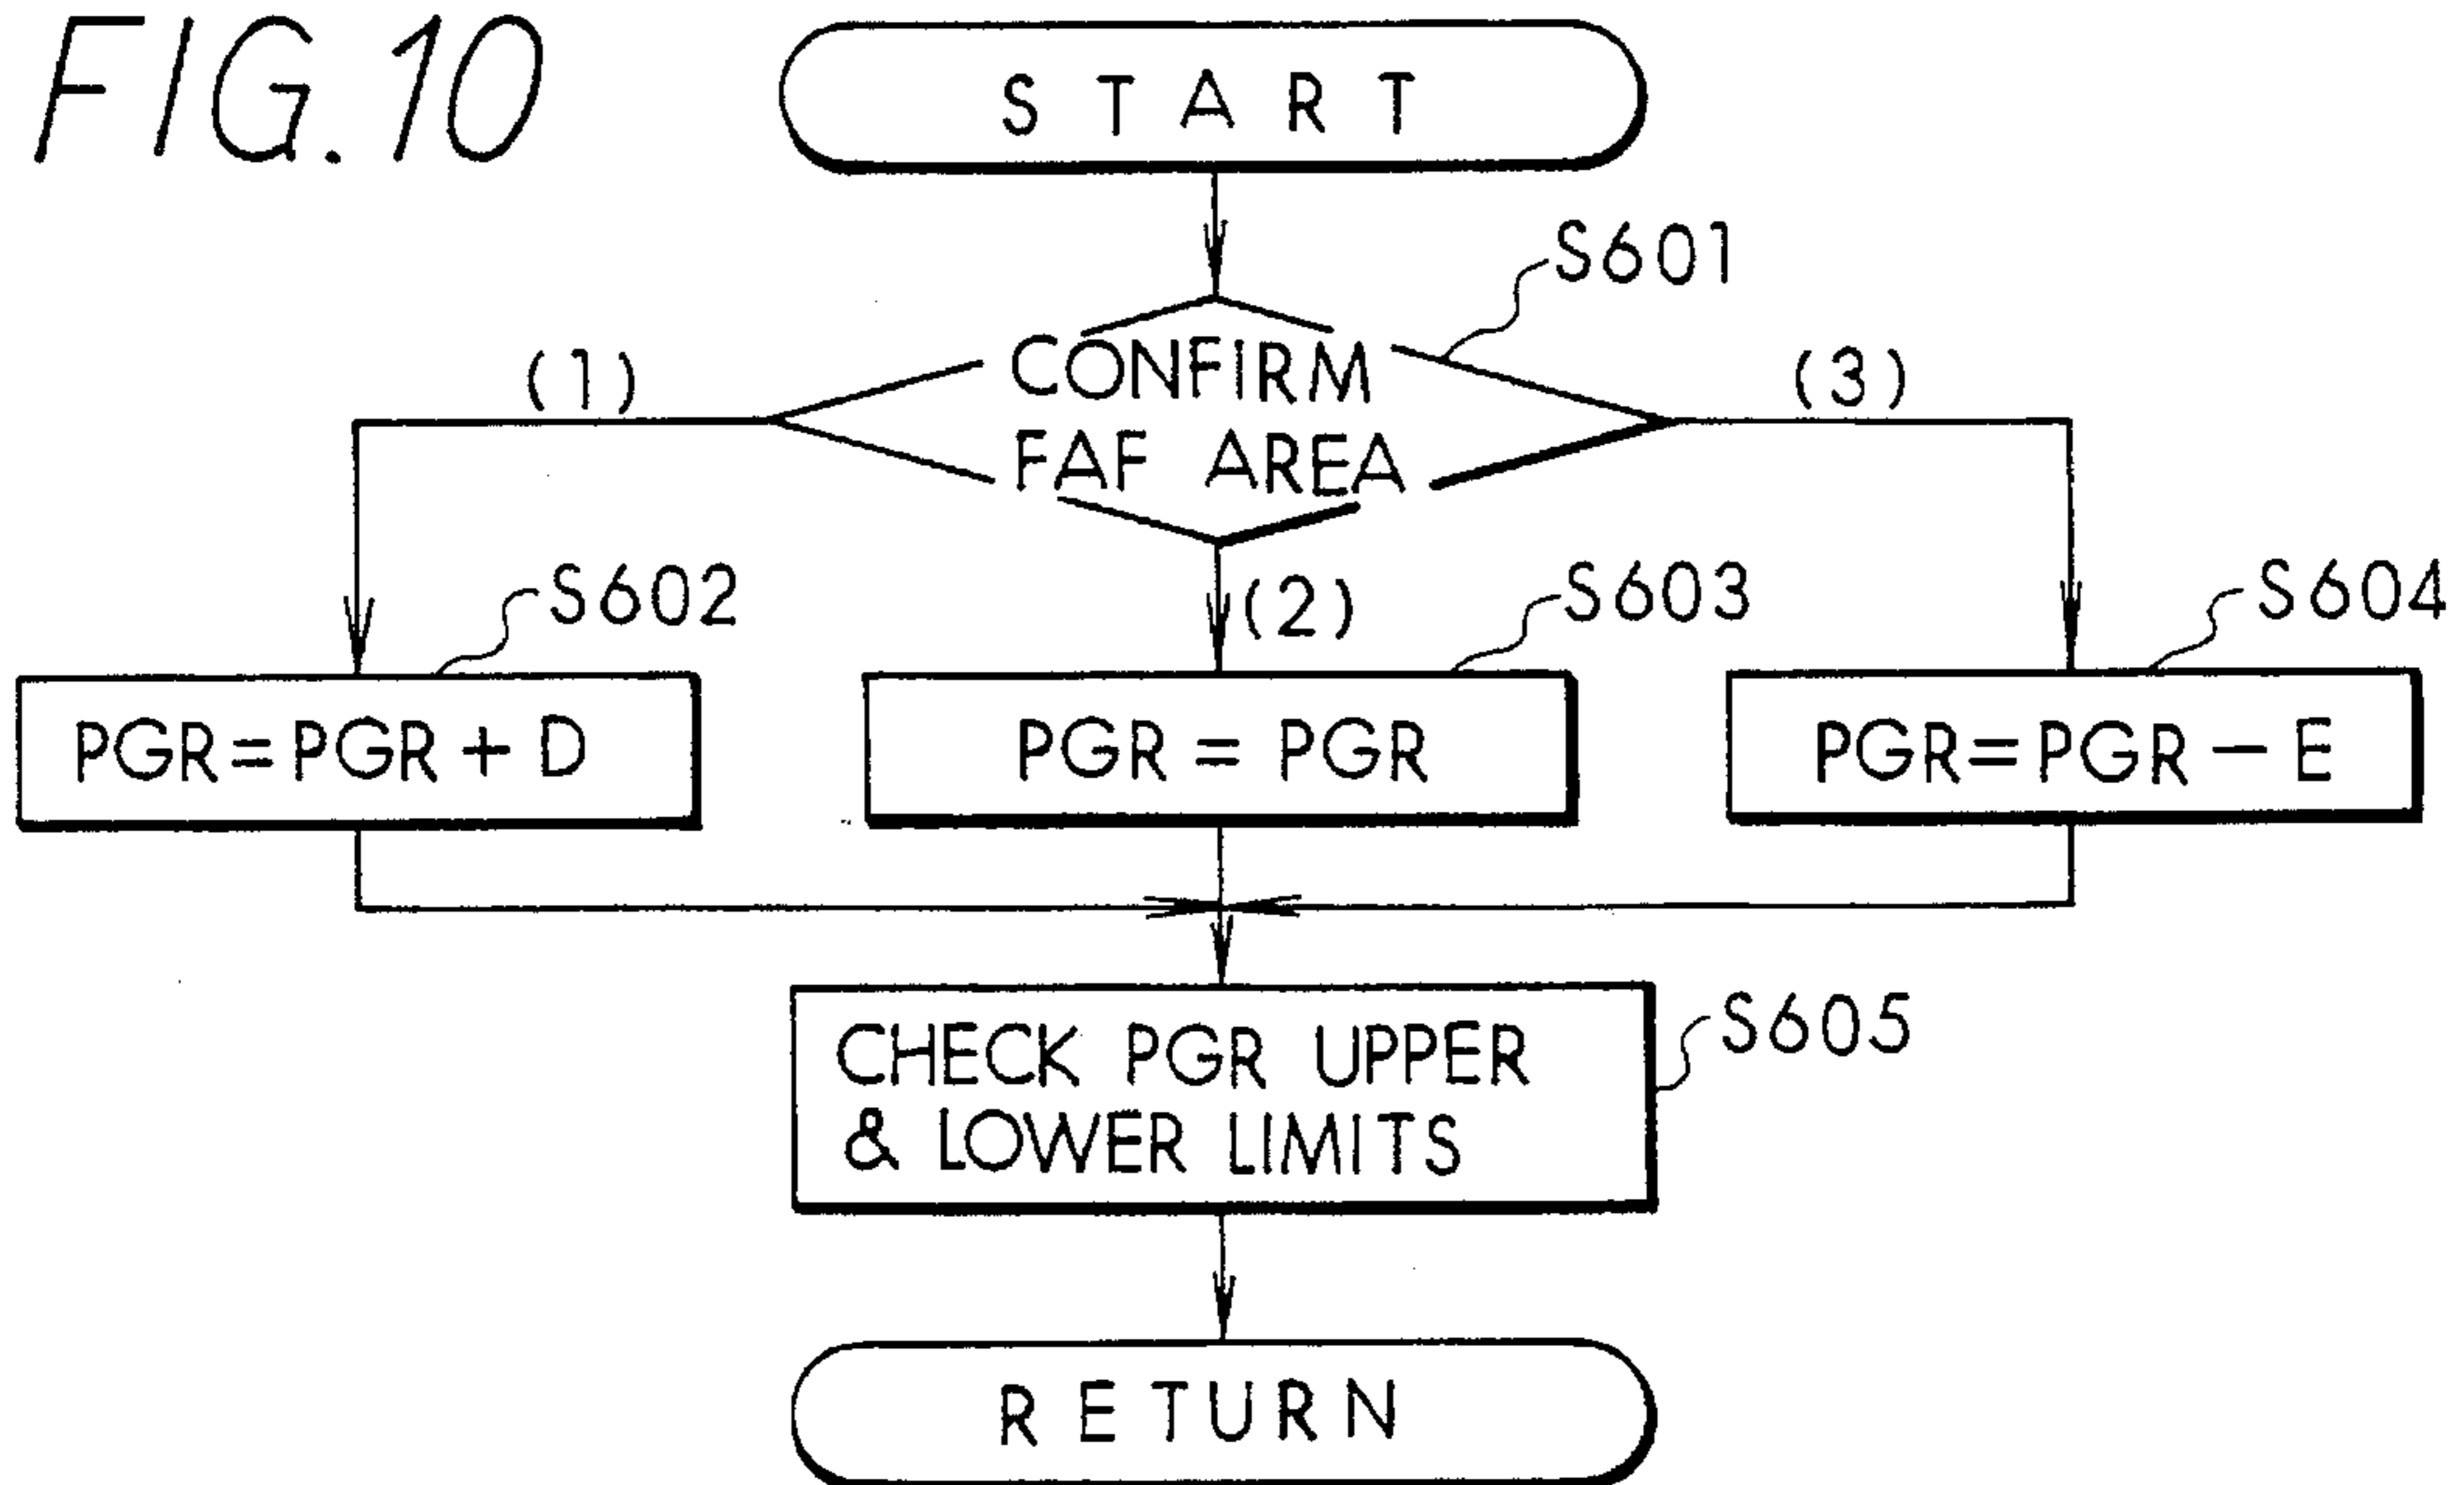 FIG. 10
START
S601
CONFIRM
FAF AREA
(1)
(3)
(2)
S602
S603
S604
PGR=PGR+D
PGR=PGR
PGR=PGR-E
CHECK PGR UPPER
& LOWER LIMITS
S605
RETURN